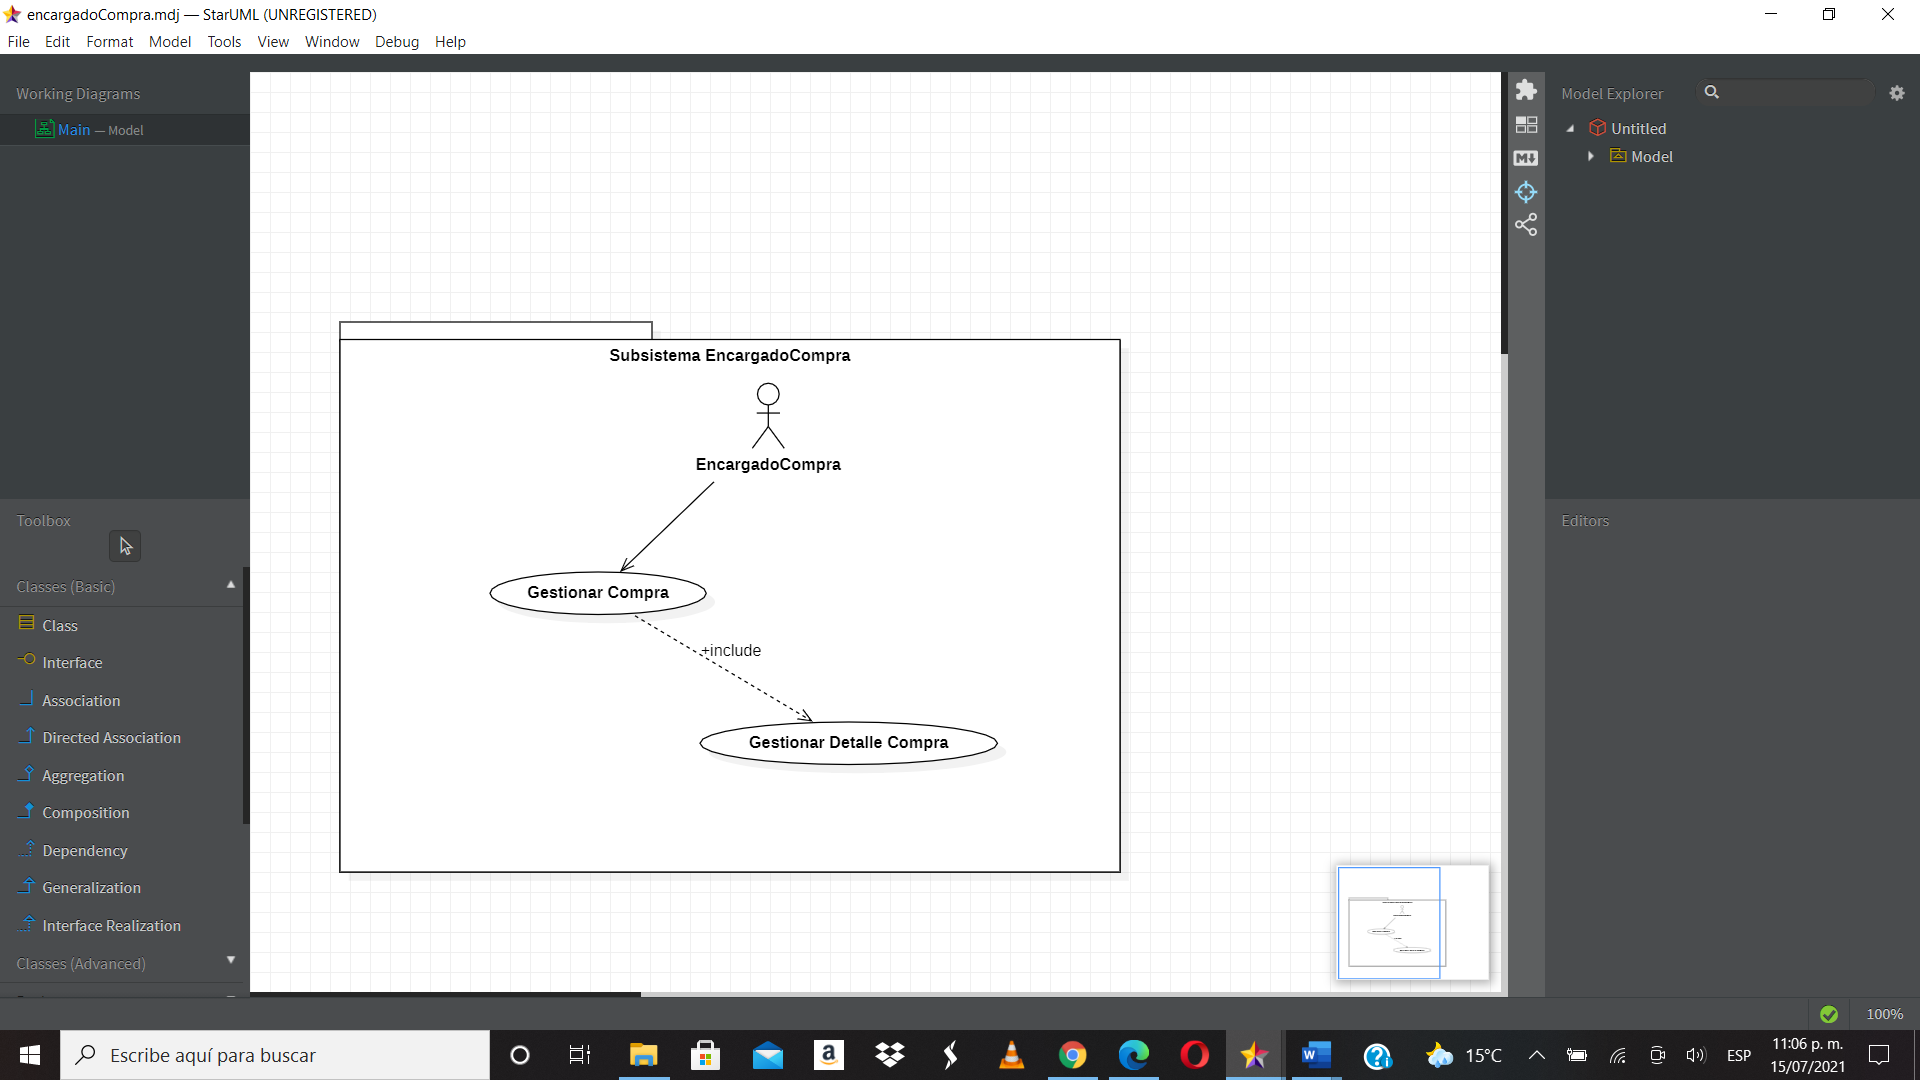 encargadoCompra.mdj — StarUML (UNREGISTERED)
File Edit Format Model Tools View Window Debug Help
Working Diagrams
Main — Model
Toolbox
Classes (Basic)
Class
Interface
Association
Directed Association
Aggregation
Composition
Dependency
Generalization
Interface Realization
Classes (Advanced)
Subsistema EncargadoCompra
EncargadoCompra
Gestionar Compra
+include
Gestionar Detalle Compra
M
Model Explorer
Untitled
Model
Editors
100%
Escribe aquí para buscar
a
W
15°C
ESP
11:06 p. m.
15/07/2021